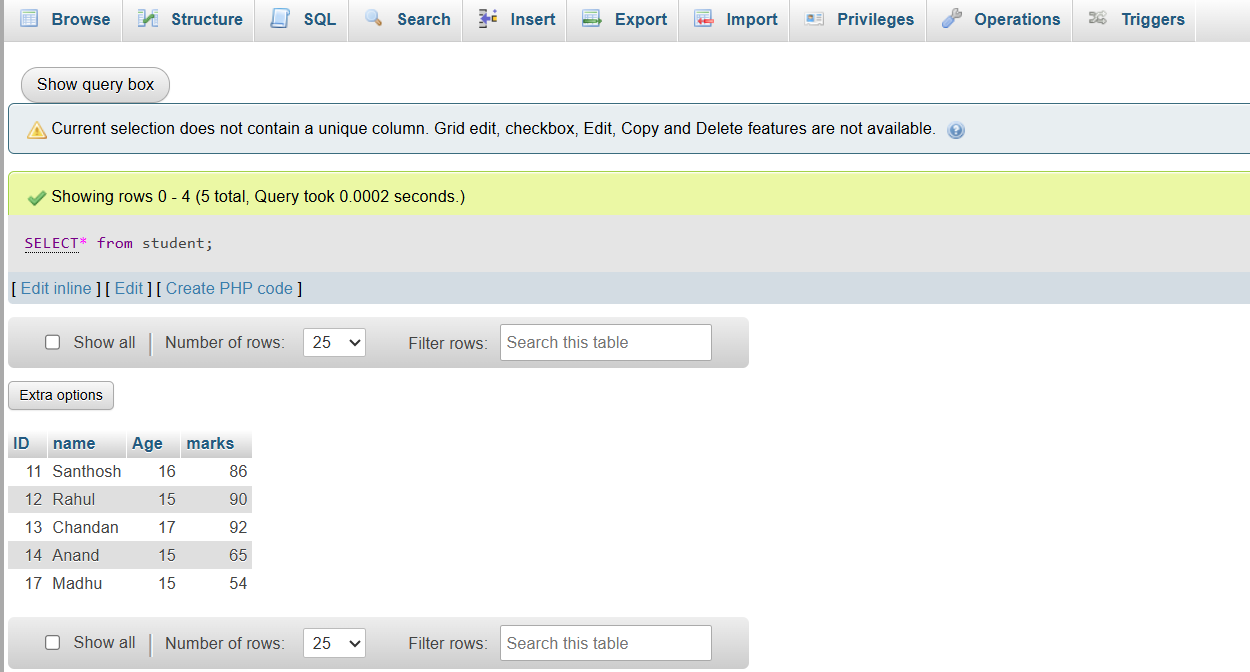 Browse Structure SQL Search Insert Export Import Privileges Operations Triggers
Show query box
Current selection does not contain a unique column. Grid edit, checkbox, Edit, Copy and Delete features are not available.
Showing rows 0 - 4 (5 total, Query took 0.0002 seconds.)
SELECT* from student;
[ Edit inline ] [ Edit ] [ Create PHP code ]
Show all Number of rows: 25 Filter rows: Search this table
Extra options
ID name Age marks
11 Santhosh 16 86
12 Rahul 15 90
13 Chandan 17 92
14 Anand 15 65
17 Madhu 15 54
Show all Number of rows: 25 Filter rows: Search this table